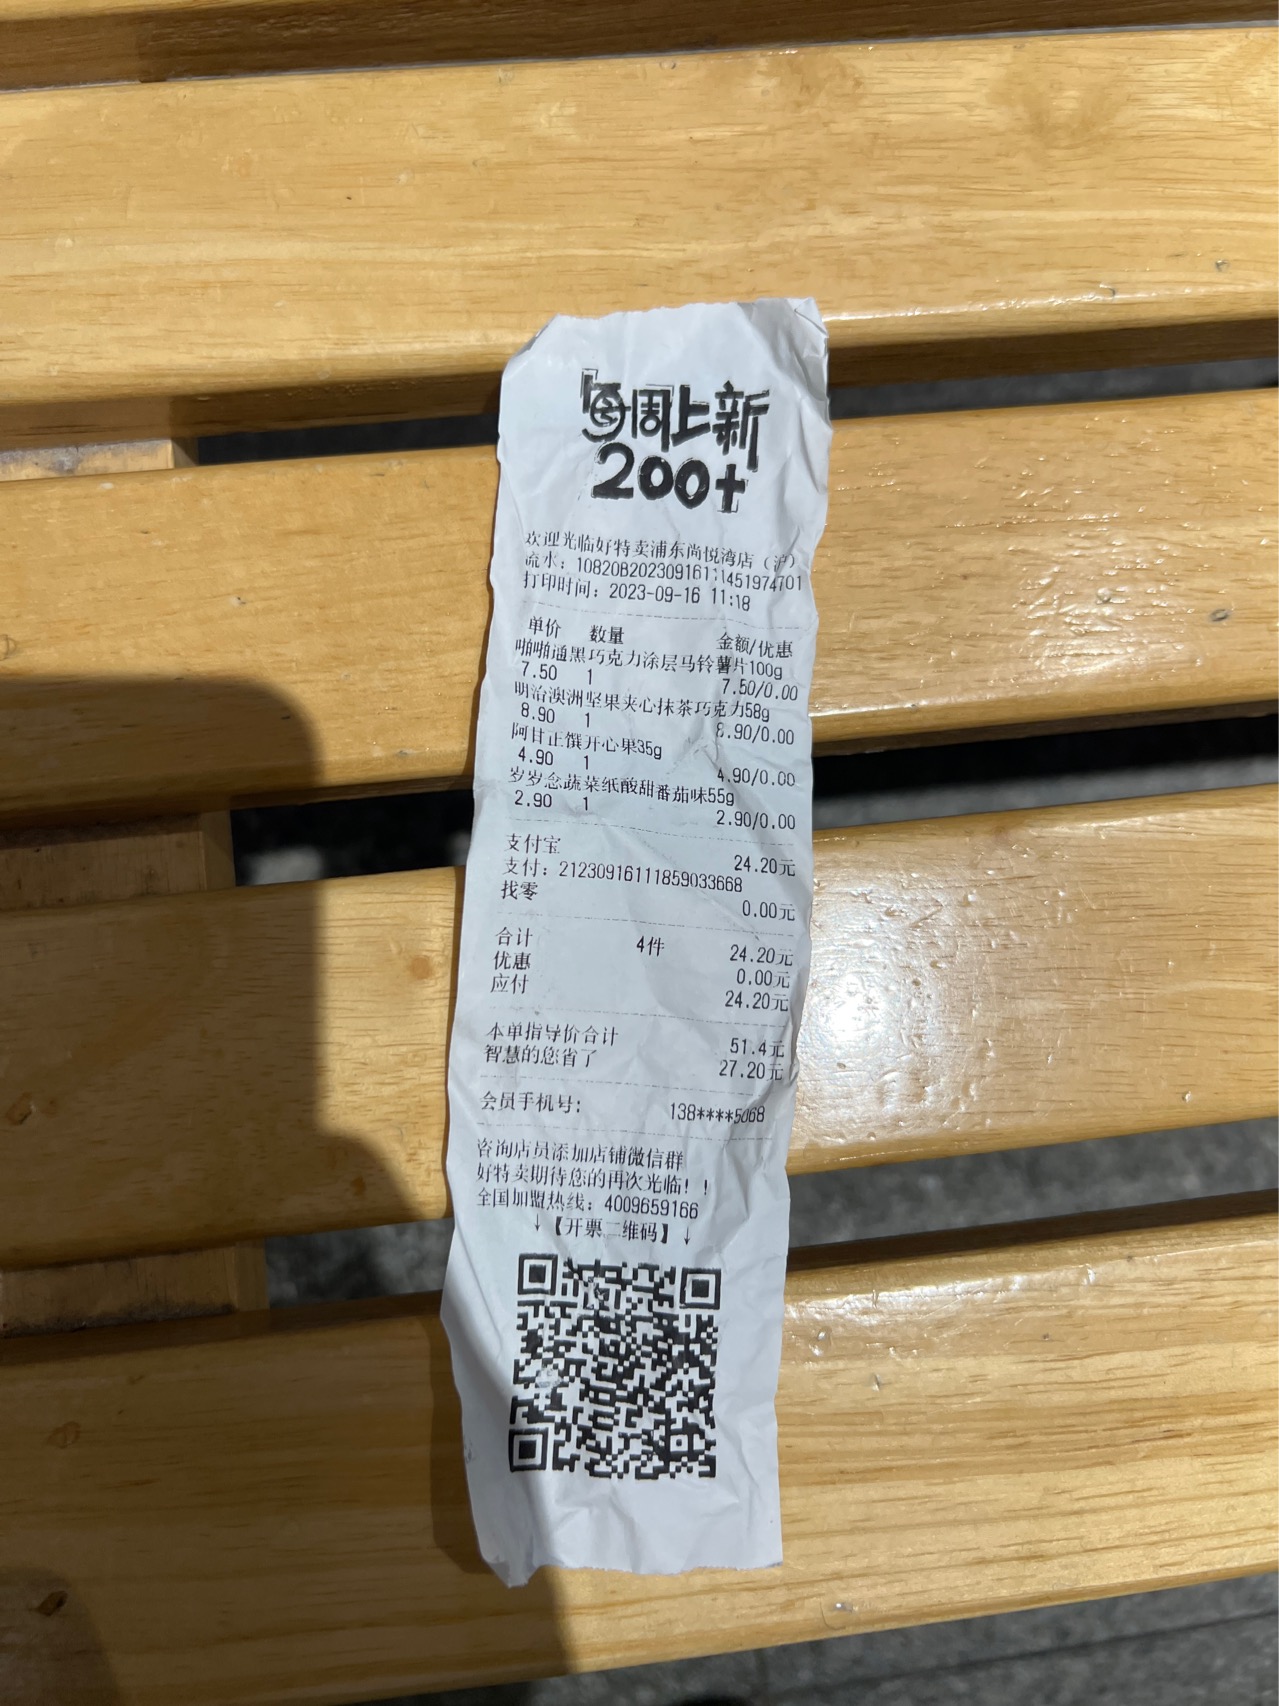 每周上新
200+
欢迎光临好特卖浦东尚悦湾店（沪）
流水：10820B20230916111451974701
打印时间：2023-09-16 11:18
单价 数量 金额/优惠
啪啪通黑巧克力涂层马铃薯片100g
7.50 1 7.50/0.00
明治澳洲坚果夹心抹茶巧克力58g
8.90 1 8.90/0.00
阿甘正馔开心果35g
4.90 1 4.90/0.00
岁岁念蔬菜纸酸甜番茄味55g
2.90 1 2.90/0.00
支付宝 24.20元
支付：21230916111859033668
找零 0.00元
合计 4件 24.20元
优惠 0.00元
应付 24.20元
本单指导价合计 51.4元
智慧的您省了 27.20元
会员手机号： 138****5068
咨询店员添加店铺微信群
好特卖期待您的再次光临！！
全国加盟热线：4009659166
↓【开票二维码】↓